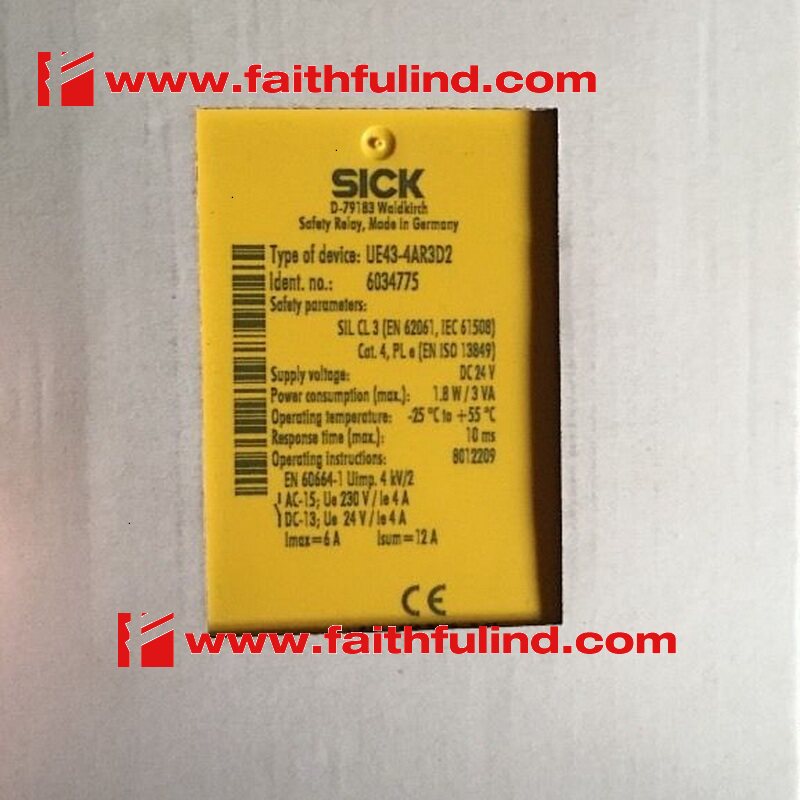 www.faithfulind.com
SICK
D-79183 Waldkirch
Safety Relay, Made in Germany
Type of device: UE43-4AR3D2
Ident. no.: 6034775
Safety parameters:
SIL CL 3 (EN 62061, IEC 61508)
Cat. 4, PL e (EN ISO 13849)
Supply voltage: DC 24 V
Power consumption (max.): 1.8 W / 3 VA
Operating temperature: -25 °C to +55 °C
Response time (max.): 10 ms
Operating instructions: 8012209
EN 60664-1 Uimp. 4 kV/2
AC-15; Ue 230 V / Ie 4 A
DC-13; Ue 24 V / Ie 4 A
Imax=6 A Isum=12 A
CE
www.faithfulind.com